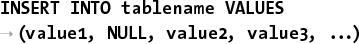 INSERT INTO tablename VALUES
→ (value1, NULL, value2, value3, ...)